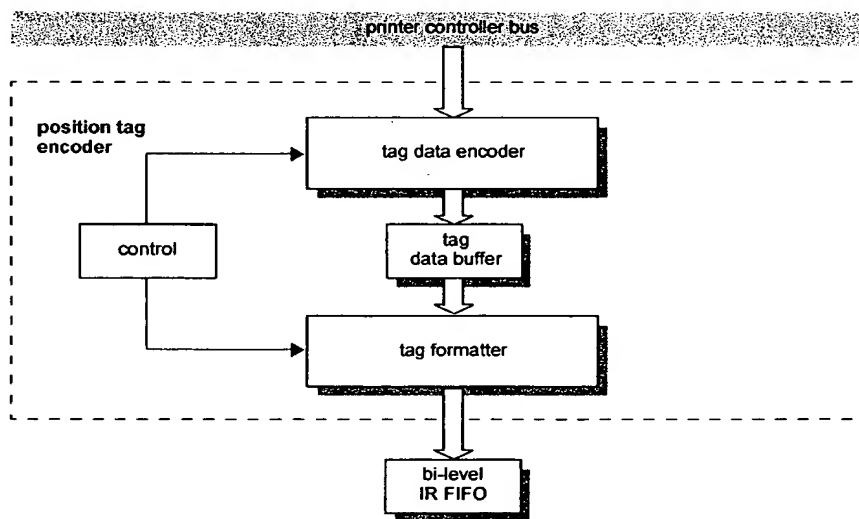 printer controller bus
position tag
encoder
tag data encoder
control
tag
data buffer
tag formatter
bi-level
IR FIFO